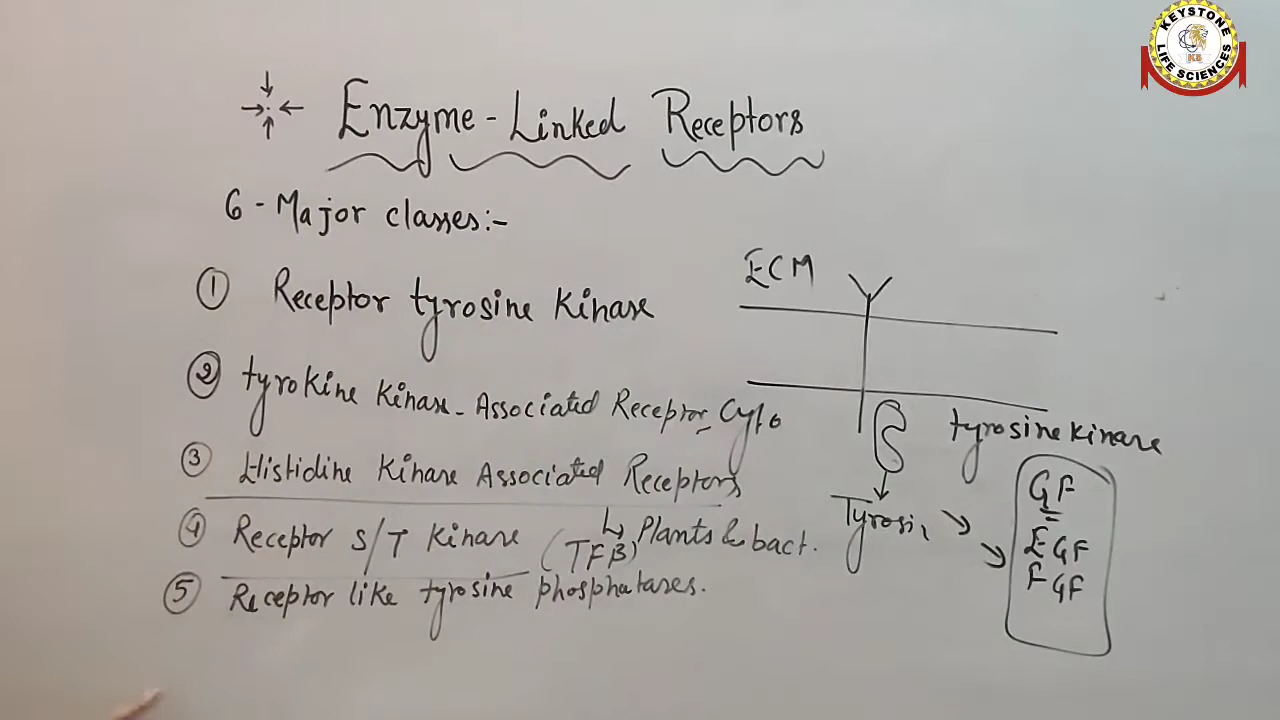 KEYSTONE LIFE SCIENCES
KS
Enzyme-Linked Receptors
6 - Major classes:-
① Receptor tyrosine kinase
② tyrokine kinase - Associated Receptor - Cyto
③ Histidine kinase Associated Receptors
↳ Plants & bact.
④ Receptor S/T kinase (TFβ)
⑤ Receptor like tyrosine phosphatases.
ECM
tyrosine kinase
Tyrosi
GF
EGF
FGF